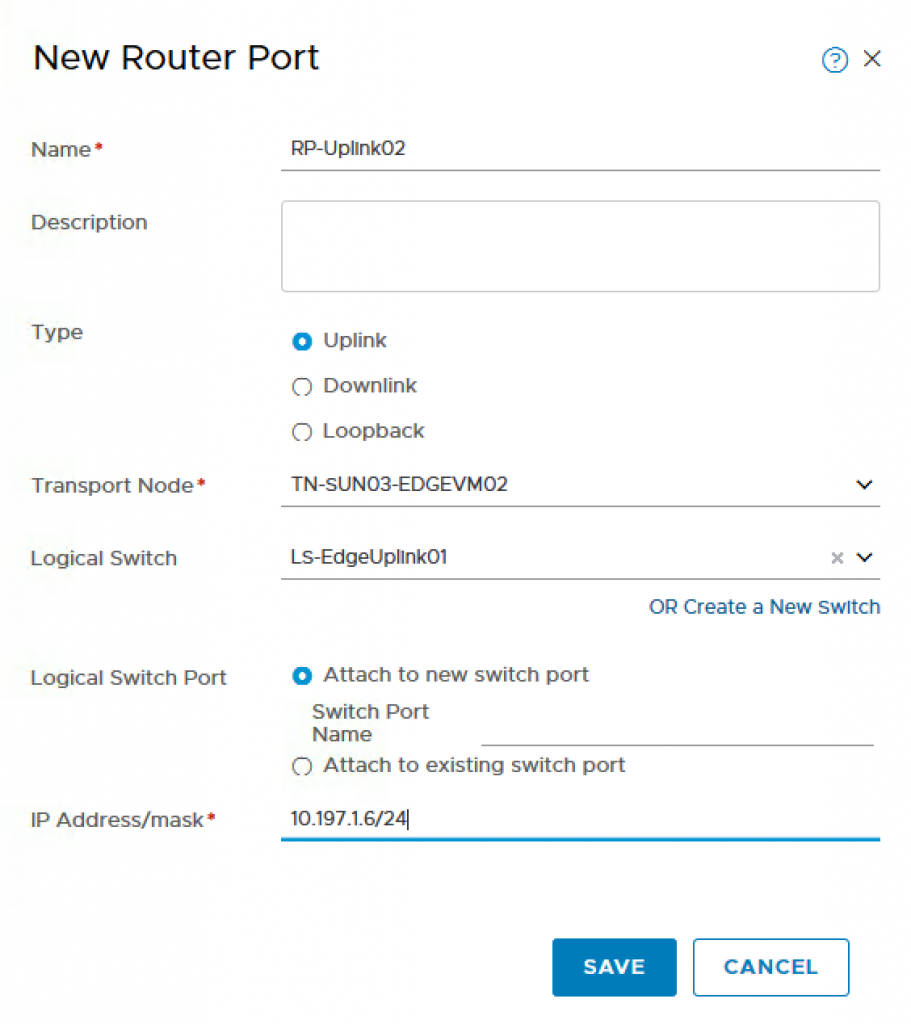 New Router Port
?
Name* RP-Uplink02
Description
Type
Uplink
Downlink
Loopback
Transport Node* TN-SUN03-EDGEVM02
Logical Switch Ls-EdgeUplink01
OR Create a New Switch
Logical Switch Port
Attach to new switch port
Switch Port
Name
Attach to existing switch port
IP Address/mask* 10.197.1.6/24
SAVE CANCEL